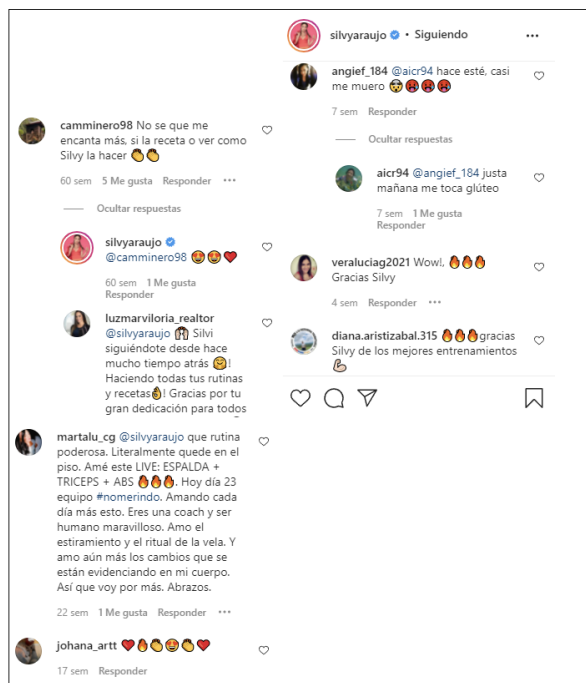 camminero98 No se que me
encanta más, si la receta o ver como
Silvy la hacer 👏👏
60 sem 5 Me gusta Responder •••
Ocultar respuestas
silvyaraujo
@camminero98 😍😍❤️
60 sem 1 Me gusta
Responder
luzmarviloria_realtor
@silvyaraujo 🙌 Silvi
siguiéndote desde hace
mucho tiempo atrás 🤗!
Haciendo todas tus rutinas
y recetas👌! Gracias por tu
gran dedicación para todos
martalu_cg @silvyaraujo que rutina
poderosa. Literalmente quede en el
piso. Amé este LIVE: ESPALDA +
TRICEPS + ABS 🔥🔥🔥. Hoy día 23
equipo #nomerindo. Amando cada
día más esto. Eres una coach y ser
humano maravilloso. Amo el
estiramiento y el ritual de la vela. Y
amo aún más los cambios que se
están evidenciando en mi cuerpo.
Así que voy por más. Abrazos.
22 sem 1 Me gusta Responder •••
johana_artt ❤️🔥👏😍👏❤️
17 sem Responder
silvyaraujo • Siguiendo •••
angief_184 @aicr94 hace esté, casi
me muero 🤯🥵🥵🥵
7 sem Responder
Ocultar respuestas
aicr94 @angief_184 justa
mañana me toca glúteo
7 sem 1 Me gusta
Responder
veraluciag2021 Wow!, 🔥🔥🔥
Gracias Silvy
4 sem Responder •••
diana.aristizabal.315 🔥🔥🔥gracias
Silvy de los mejores entrenamientos
💪🏻